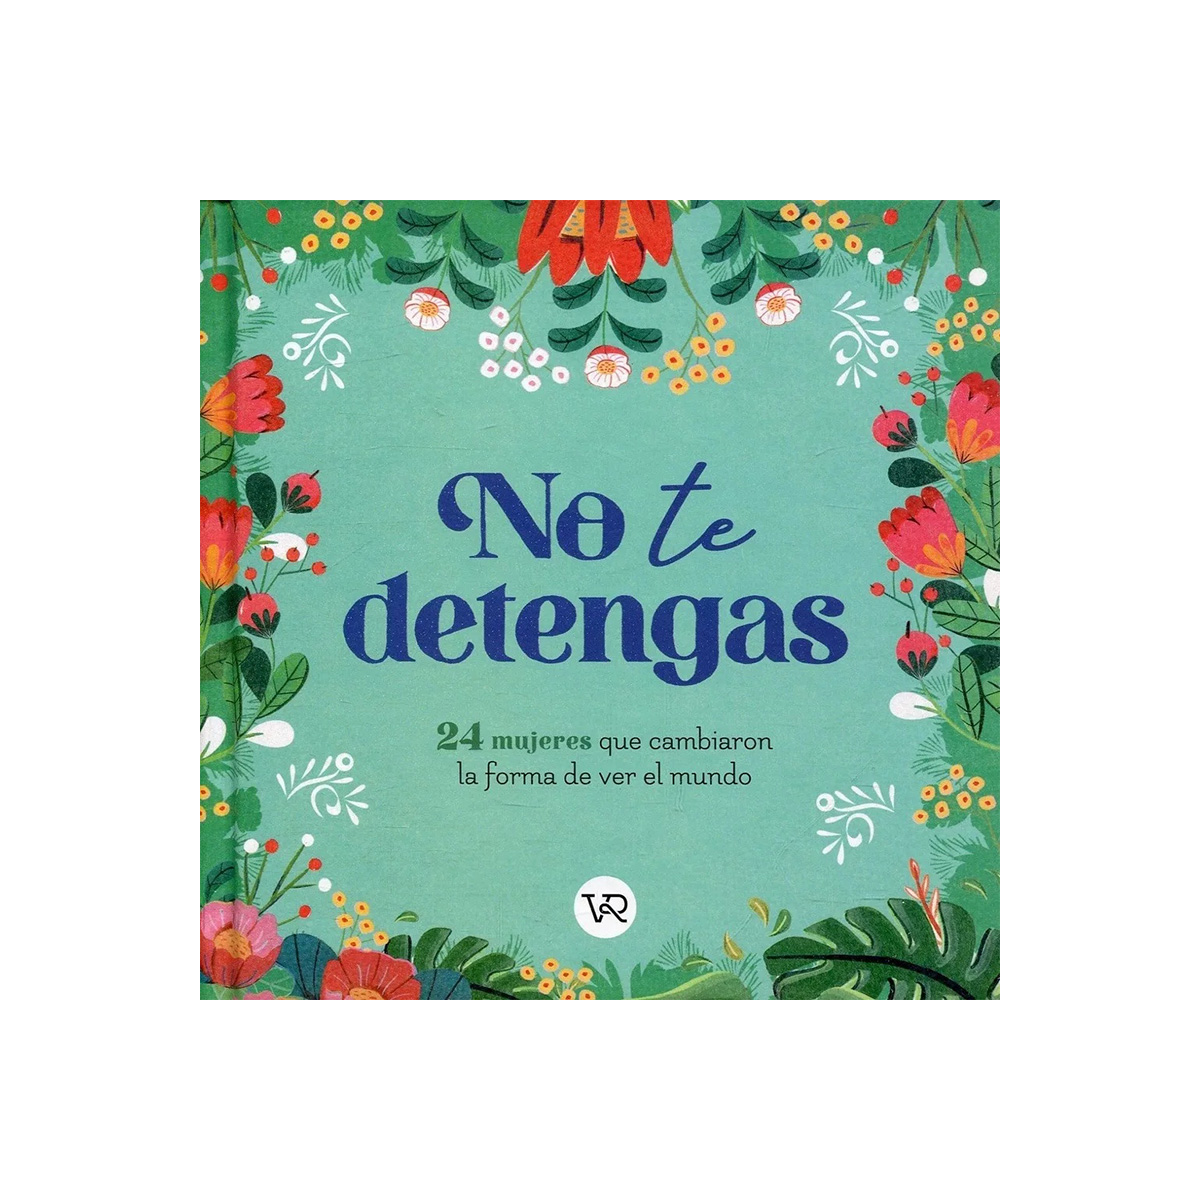 No te
detengas
24 mujeres que cambiaron
la forma de ver el mundo
VR